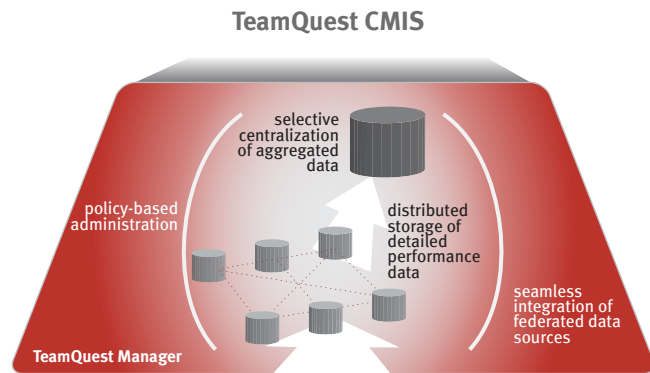 TeamQuest CMIS
selective
centralization
of aggregated
data
policy-based
administration
distributed
storage of
detailed
performance
data
seamless
integration of
federated data
sources
TeamQuest Manager